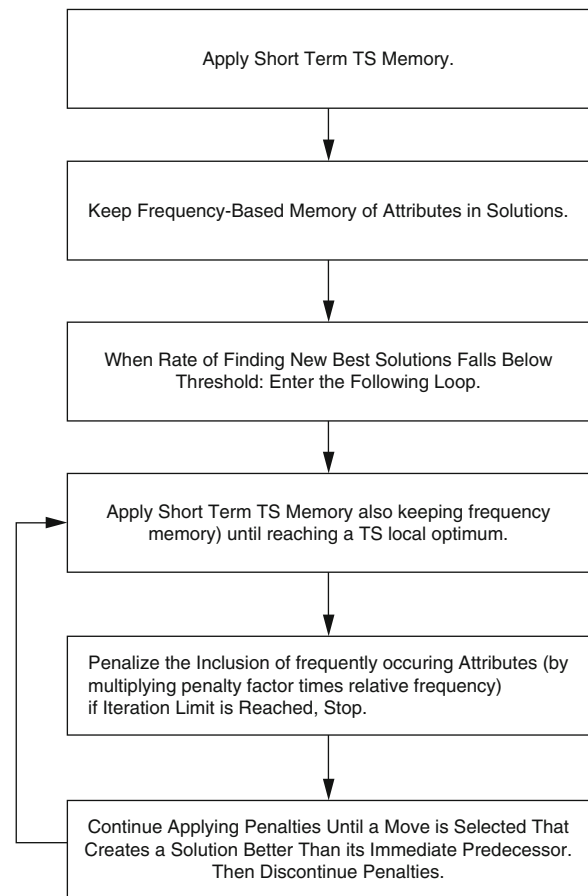 Apply Short Term TS Memory.
Keep Frequency-Based Memory of Attributes in Solutions.
When Rate of Finding New Best Solutions Falls Below
Threshold: Enter the Following Loop.
Apply Short Term TS Memory also keeping frequency
memory) until reaching a TS local optimum.
Penalize the Inclusion of frequently occuring Attributes (by
multiplying penalty factor times relative frequency)
if Iteration Limit is Reached, Stop.
Continue Applying Penalties Until a Move is Selected That
Creates a Solution Better Than its Immediate Predecessor.
Then Discontinue Penalties.